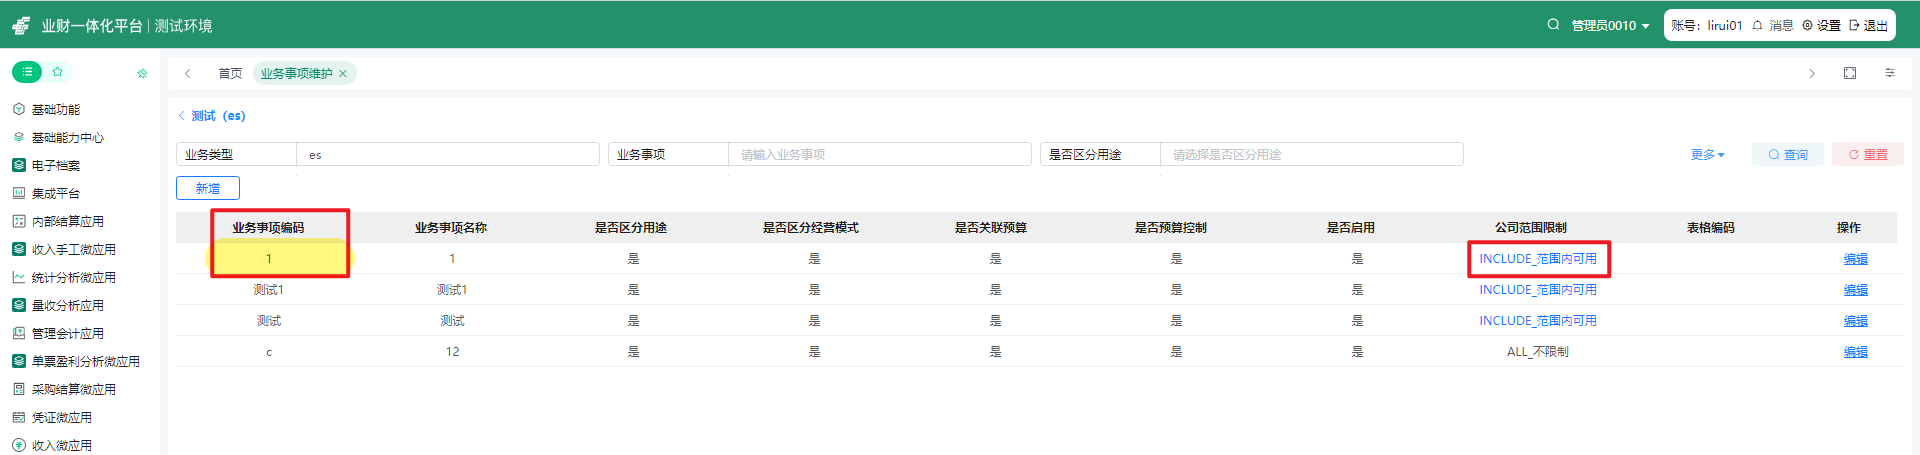 业财一体化平台 | 测试环境
管理员0010
账号：lirui01 消息 设置 退出
首页 业务事项维护
基础功能
基础能力中心
电子档案
集成平台
内部结算应用
收入手工微应用
统计分析微应用
量收分析应用
管理会计应用
单票盈利分析微应用
采购结算微应用
凭证微应用
收入微应用
测试（es）
业务类型 es 业务事项 请输入业务事项 是否区分用途 请选择是否区分用途 更多 查询 重置
新增
业务事项编码 业务事项名称 是否区分用途 是否区分经营模式 是否关联预算 是否预算控制 是否启用 公司范围限制 表格编码 操作
1 1 是 是 是 是 是 INCLUDE_范围内可用 编辑
测试1 测试1 是 是 是 是 是 INCLUDE_范围内可用 编辑
测试 测试 是 是 是 是 是 INCLUDE_范围内可用 编辑
c 12 是 是 是 是 是 ALL_不限制 编辑